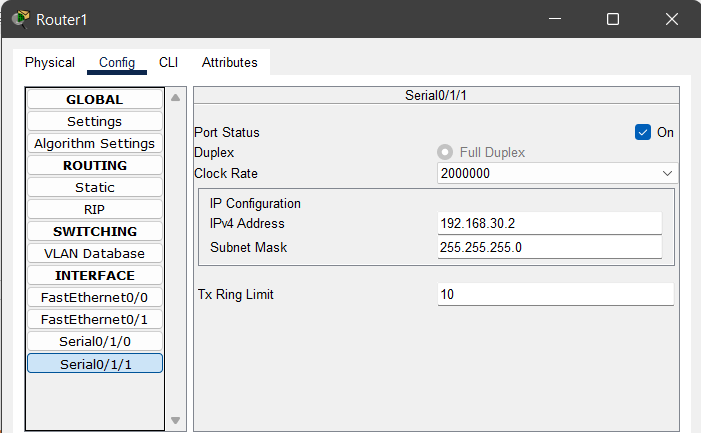 Router1
Physical Config CLI Attributes
GLOBAL
Settings
Algorithm Settings
ROUTING
Static
RIP
SWITCHING
VLAN Database
INTERFACE
FastEthernet0/0
FastEthernet0/1
Serial0/1/0
Serial0/1/1
Serial0/1/1
Port Status On
Duplex Full Duplex
Clock Rate 2000000
IP Configuration
IPv4 Address 192.168.30.2
Subnet Mask 255.255.255.0
Tx Ring Limit 10